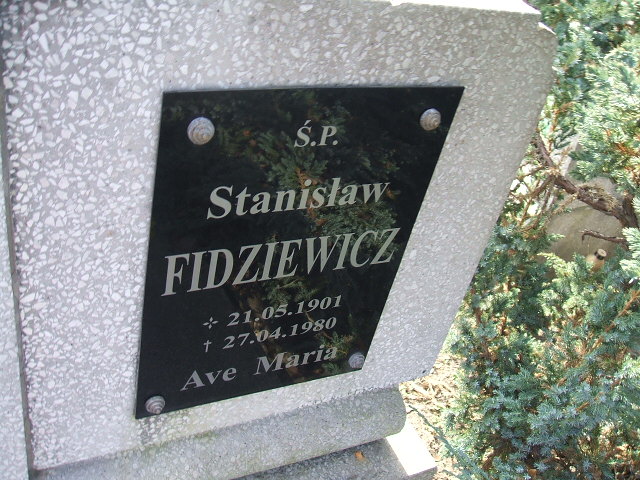 Ś.P.
Stanisław
FIDZIEWICZ
✢ 21.05.1901
† 27.04.1980
Ave Maria